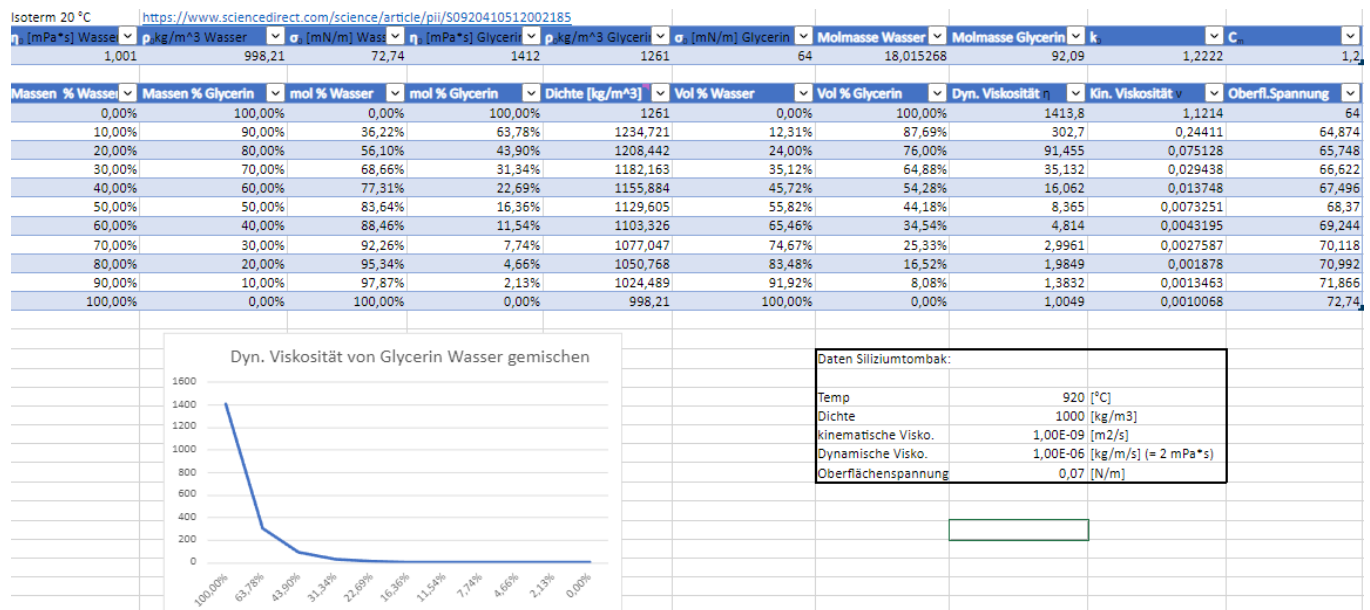 Isoterm 20 °C https://www.sciencedirect.com/science/article/pii/S0920410512002185
η₀ [mPa*s] Wasse ρ₀kg/m^3 Wasser σ₀ [mN/m] Wass η₀ [mPa*s] Glycerin ρ₀kg/m^3 Glycerin σ₀ [mN/m] Glycerin Molmasse Wasser Molmasse Glycerin k₀ Cₘ
1,001 998,21 72,74 1412 1261 64 18,015268 92,09 1,2222 1,2
Massen % Wasser Massen % Glycerin mol % Wasser mol % Glycerin Dichte [kg/m^3] Vol % Wasser Vol % Glycerin Dyn. Viskosität η Kin. Viskosität ν Oberfl.Spannung
0,00% 100,00% 0,00% 100,00% 1261 0,00% 100,00% 1413,8 1,1214 64
10,00% 90,00% 36,22% 63,78% 1234,721 12,31% 87,69% 302,7 0,24411 64,874
20,00% 80,00% 56,10% 43,90% 1208,442 24,00% 76,00% 91,455 0,075128 65,748
30,00% 70,00% 68,66% 31,34% 1182,163 35,12% 64,88% 35,132 0,029438 66,622
40,00% 60,00% 77,31% 22,69% 1155,884 45,72% 54,28% 16,062 0,013748 67,496
50,00% 50,00% 83,64% 16,36% 1129,605 55,82% 44,18% 8,365 0,0073251 68,37
60,00% 40,00% 88,46% 11,54% 1103,326 65,46% 34,54% 4,814 0,0043195 69,244
70,00% 30,00% 92,26% 7,74% 1077,047 74,67% 25,33% 2,9961 0,0027587 70,118
80,00% 20,00% 95,34% 4,66% 1050,768 83,48% 16,52% 1,9849 0,001878 70,992
90,00% 10,00% 97,87% 2,13% 1024,489 91,92% 8,08% 1,3832 0,0013463 71,866
100,00% 0,00% 100,00% 0,00% 998,21 100,00% 0,00% 1,0049 0,0010068 72,74
Dyn. Viskosität von Glycerin Wasser gemischen
1600
1400
1200
1000
800
600
400
200
0
100,00% 63,78% 43,90% 31,34% 22,69% 16,36% 11,54% 7,74% 4,66% 2,13% 0,00%
Daten Siliziumtombak:
Temp 920 [°C]
Dichte 1000 [kg/m3]
kinematische Visko. 1,00E-09 [m2/s]
Dynamische Visko. 1,00E-06 [kg/m/s] (= 2 mPa*s)
Oberflächenspannung 0,07 [N/m]